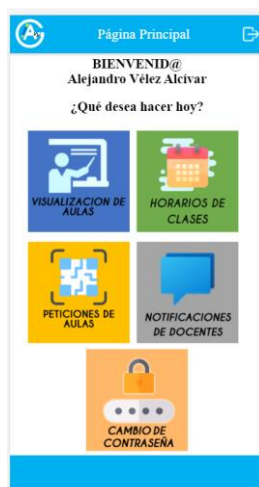 Página Principal
BIENVENID@
Alejandro Vélez Alcívar
¿Qué desea hacer hoy?
VISUALIZACION DE
AULAS
HORARIOS DE
CLASES
PETICIONES DE
AULAS
NOTIFICACIONES
DE DOCENTES
CAMBIO DE
CONTRASEÑA